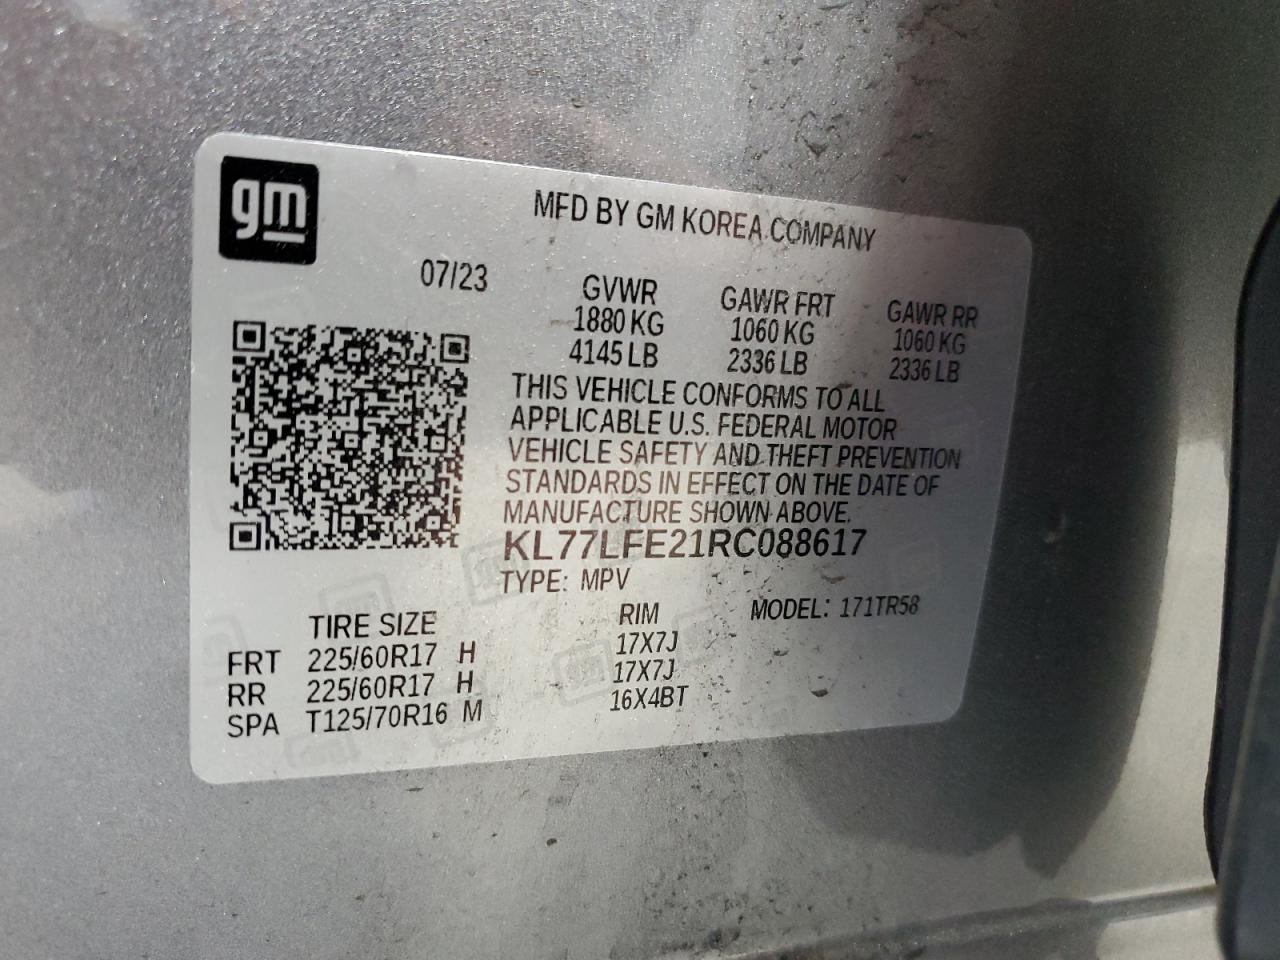 gm
MFD BY GM KOREA COMPANY
07/23
GVWR GAWR FRT GAWR RR
1880 KG 1060 KG 1060 KG
4145 LB 2336 LB 2336 LB
THIS VEHICLE CONFORMS TO ALL
APPLICABLE U.S. FEDERAL MOTOR
VEHICLE SAFETY AND THEFT PREVENTION
STANDARDS IN EFFECT ON THE DATE OF
MANUFACTURE SHOWN ABOVE.
KL77LFE21RC088617
TYPE: MPV
TIRE SIZE RIM MODEL: 171TR58
FRT 225/60R17 H 17X7J
RR 225/60R17 H 17X7J
SPA T125/70R16 M 16X4BT